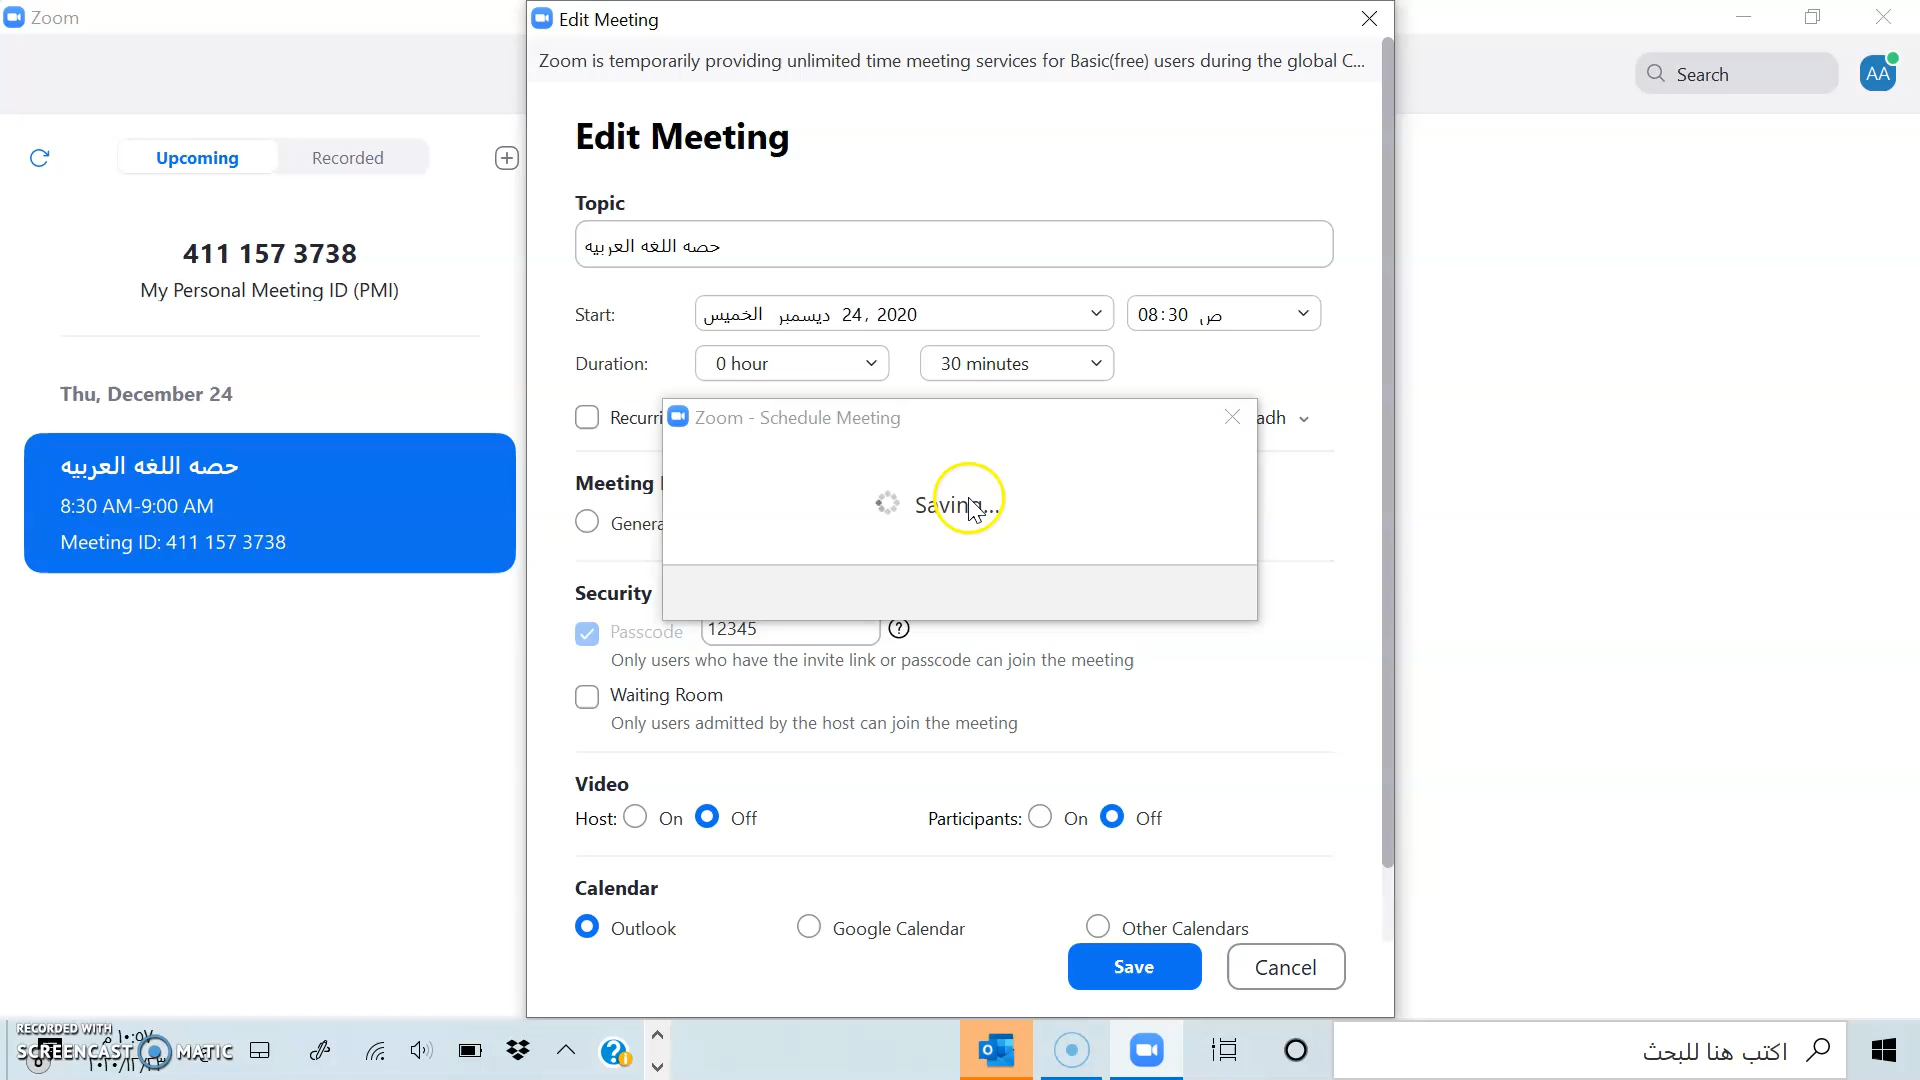 Zoom
Search
AA
Upcoming
Recorded
411 157 3738
My Personal Meeting ID (PMI)
Thu, December 24
حصه اللغه العربيه
8:30 AM-9:00 AM
Meeting ID: 411 157 3738
Edit Meeting
Zoom is temporarily providing unlimited time meeting services for Basic(free) users during the global C...
Edit Meeting
Topic
حصه اللغه العربيه
Start:
الخميس ديسمبر 24, 2020
08:30 ص
Duration:
0 hour
30 minutes
Recurri
adh
Zoom - Schedule Meeting
Saving...
Meeting
Genera
Security
Passcode
12345
Only users who have the invite link or passcode can join the meeting
Waiting Room
Only users admitted by the host can join the meeting
Video
Host:
On
Off
Participants:
On
Off
Calendar
Outlook
Google Calendar
Other Calendars
Save
Cancel
RECORDED WITH
SCREENCAST MATIC
اكتب هنا للبحث